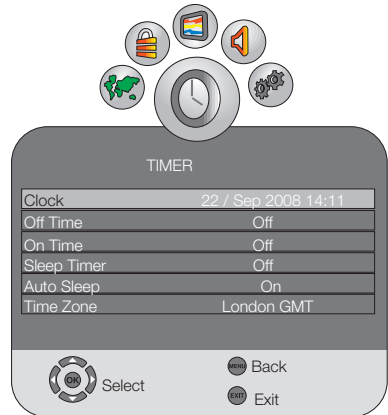 TIMER
Clock 22 / Sep 2008 14:11
Off Time Off
On Time Off
Sleep Timer Off
Auto Sleep On
Time Zone London GMT
OK Select
MENU Back
EXIT Exit